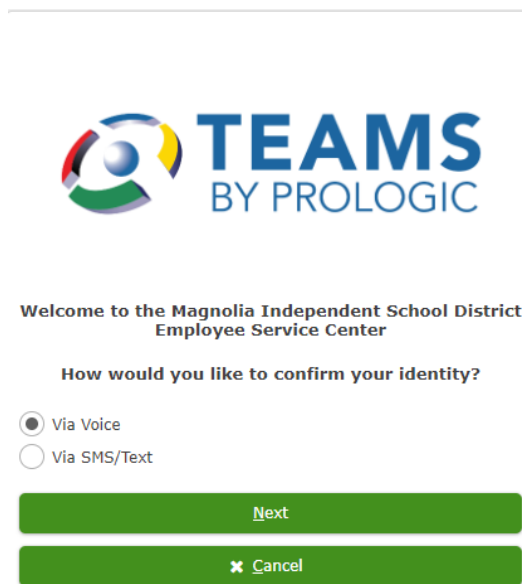 TEAMS
BY PROLOGIC
Welcome to the Magnolia Independent School District
Employee Service Center
How would you like to confirm your identity?
Via Voice
Via SMS/Text
Next
✖ Cancel